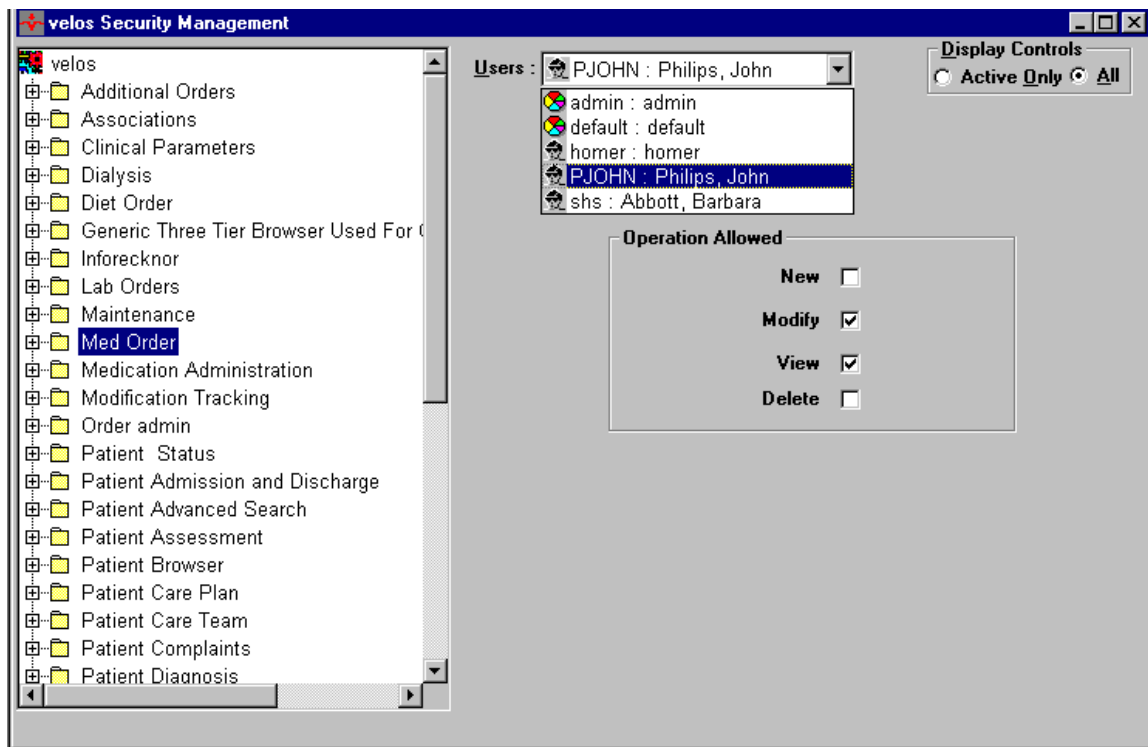 velos Security Management
velos
Additional Orders
Associations
Clinical Parameters
Dialysis
Diet Order
Generic Three Tier Browser Used For
Inforecknor
Lab Orders
Maintenance
Med Order
Medication Administration
Modification Tracking
Order admin
Patient Status
Patient Admission and Discharge
Patient Advanced Search
Patient Assessment
Patient Browser
Patient Care Plan
Patient Care Team
Patient Complaints
Patient Diagnosis
Users : PJOHN : Philips, John
admin : admin
default : default
homer : homer
PJOHN : Philips, John
shs : Abbott, Barbara
Display Controls
Active Only All
Operation Allowed
New
Modify
View
Delete